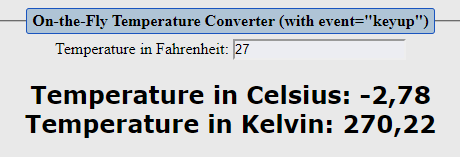 On-the-Fly Temperature Converter (with event="keyup")
Temperature in Fahrenheit: 27
Temperature in Celsius: -2,78
Temperature in Kelvin: 270,22